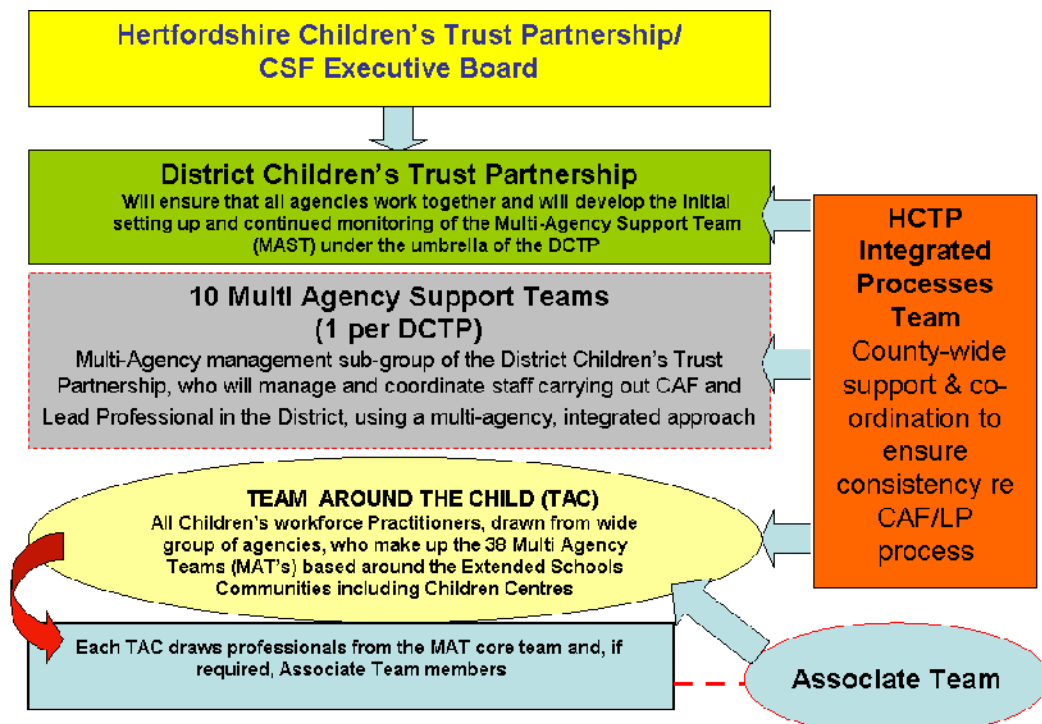 Hertfordshire Children's Trust Partnership/
CSF Executive Board
District Children's Trust Partnership
Will ensure that all agencies work together and will develop the initial
setting up and continued monitoring of the Multi-Agency Support Team
(MAST) under the umbrella of the DCTP
10 Multi Agency Support Teams
(1 per DCTP)
Multi-Agency management sub-group of the District Children's Trust
Partnership, who will manage and coordinate staff carrying out CAF and
Lead Professional in the District, using a multi-agency, integrated approach
HCTP
Integrated
Processes
Team
County-wide
support & co-
ordination to
ensure
consistency re
CAF/LP
process
TEAM AROUND THE CHILD (TAC)
All Children's workforce Practitioners, drawn from wide
group of agencies, who make up the 38 Multi Agency
Teams (MAT's) based around the Extended Schools
Communities including Children Centres
Each TAC draws professionals from the MAT core team and, if
required, Associate Team members
Associate Team